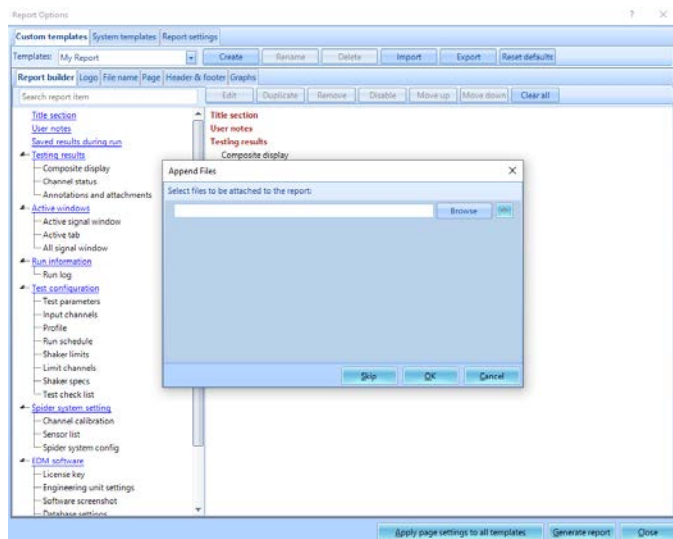 Report Options
Custom templates System templates Report settings
Templates: My Report Create Rename Delete Import Export Reset defaults
Report builder Logo File name Page Header & footer Graphs
Search report item Edit Duplicate Remove Disable Move up Move down Clear all
Title section Title section
User notes User notes
Saved results during run Testing results
Testing results Composite display
Composite display
Channel status
Annotations and attachments
Active windows
Active signal window
Active tab
All signal window
Run information
Run log
Test configuration
Test parameters
Input channels
Profile
Run schedule
Shaker limits
Limit channels
Shaker specs
Test check list
Spider system setting
Channel calibration
Sensor list
Spider system config
EDM software
License key
Engineering unit settings
Software screenshot
Database settings
Append Files
Select files to be attached to the report:
Browse
Skip OK Cancel
Apply page settings to all templates Generate report Close